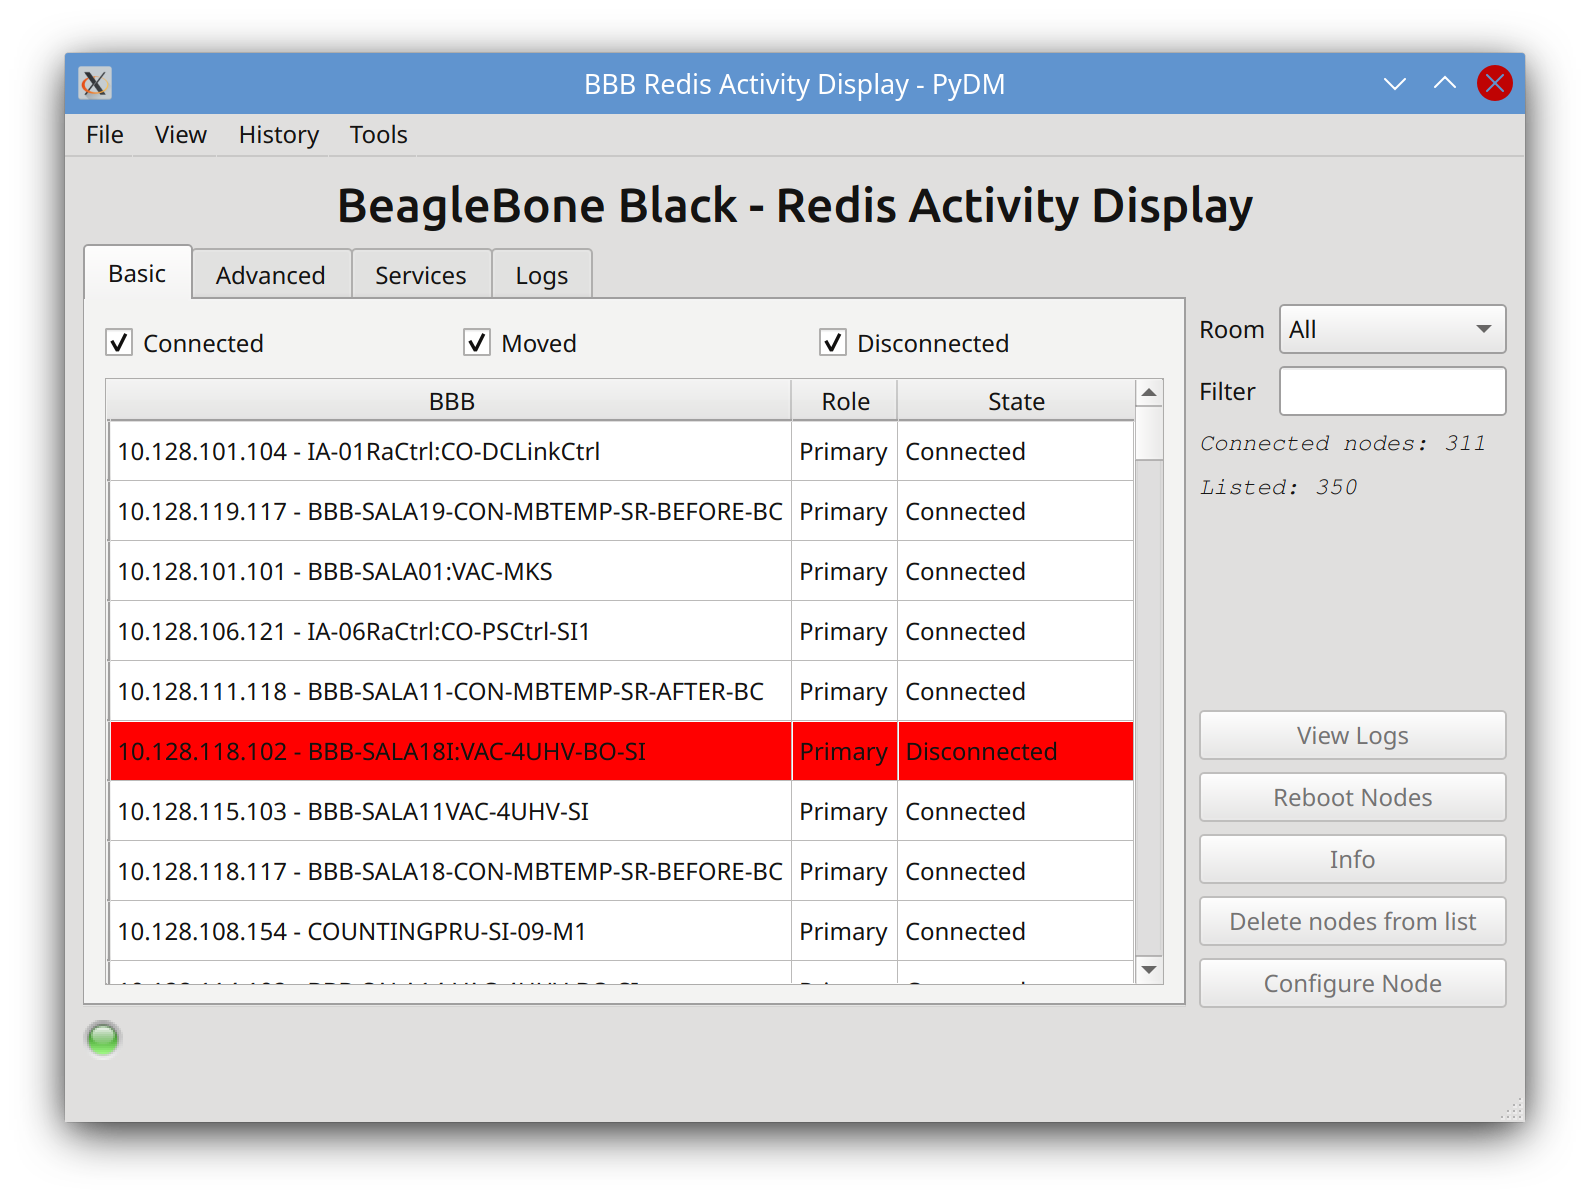 BBB Redis Activity Display - PyDM
File View History Tools
BeagleBone Black - Redis Activity Display
Basic Advanced Services Logs
Connected Moved Disconnected
Room All
Filter
Connected nodes: 311
Listed: 350
BBB Role State
10.128.101.104 - IA-01RaCtrl:CO-DCLinkCtrl Primary Connected
10.128.119.117 - BBB-SALA19-CON-MBTEMP-SR-BEFORE-BC Primary Connected
10.128.101.101 - BBB-SALA01:VAC-MKS Primary Connected
10.128.106.121 - IA-06RaCtrl:CO-PSCtrl-SI1 Primary Connected
10.128.111.118 - BBB-SALA11-CON-MBTEMP-SR-AFTER-BC Primary Connected
10.128.118.102 - BBB-SALA18I:VAC-4UHV-BO-SI Primary Disconnected
10.128.115.103 - BBB-SALA11VAC-4UHV-SI Primary Connected
10.128.118.117 - BBB-SALA18-CON-MBTEMP-SR-BEFORE-BC Primary Connected
10.128.108.154 - COUNTINGPRU-SI-09-M1 Primary Connected
View Logs
Reboot Nodes
Info
Delete nodes from list
Configure Node